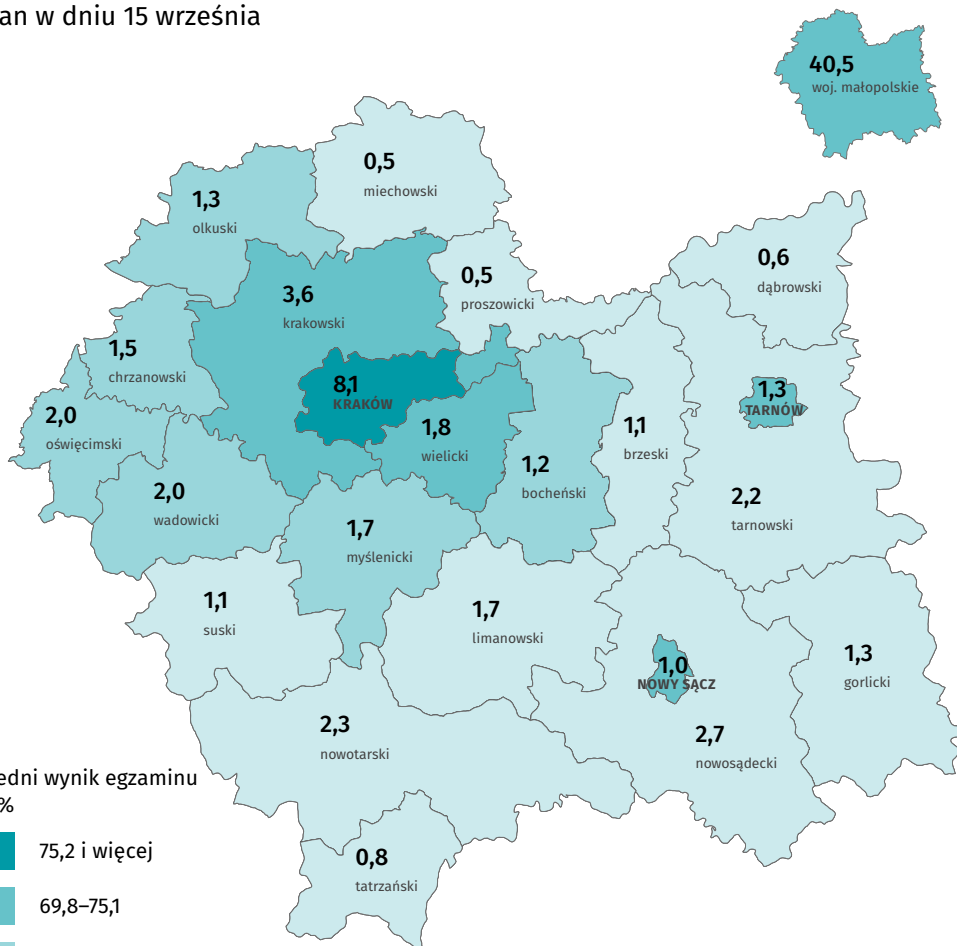 an w dniu 15 września
40,5
woj. małopolskie
0,5
miechowski
1,3
olkuski
0,6
dąbrowski
0,5
proszowicki
3,6
krakowski
1,5
chrzanowski
8,1
KRAKÓW
1,3
TARNÓW
2,0
oświęcimski
1,8
wielicki
1,1
brzeski
1,2
bocheński
2,0
wadowicki
2,2
tarnowski
1,7
myślenicki
1,1
suski
1,7
limanowski
1,3
gorlicki
1,0
NOWY SĄCZ
2,3
nowotarski
2,7
nowosądecki
edni wynik egzaminu
%
75,2 i więcej
0,8
tatrzański
69,8–75,1